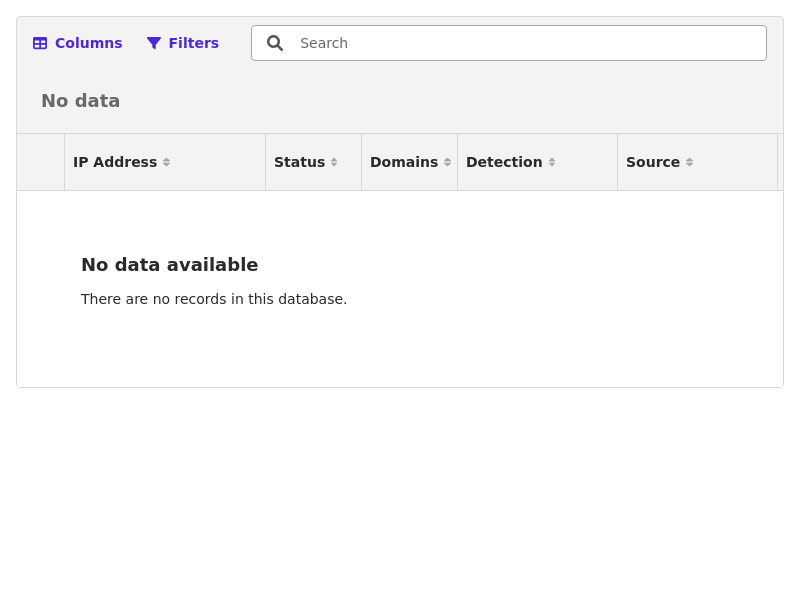 Columns Filters Search
No data
IP Address Status Domains Detection Source
No data available
There are no records in this database.